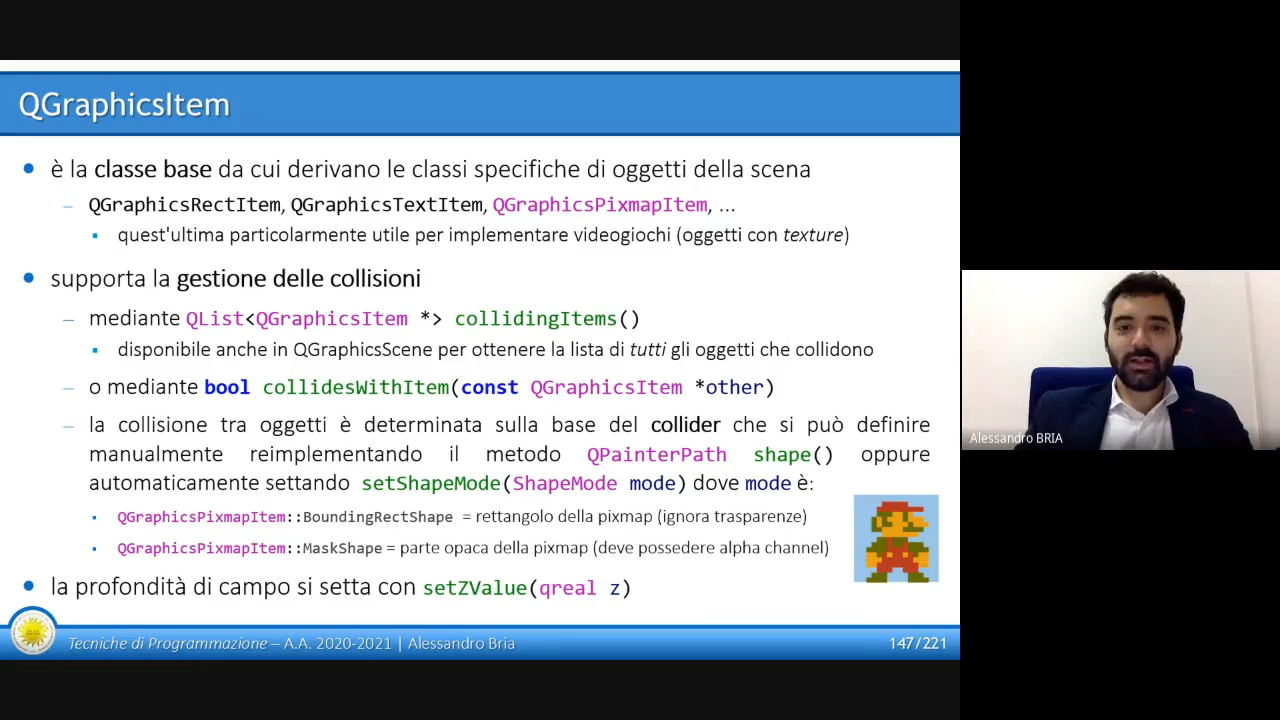 QGraphicsItem
• è la classe base da cui derivano le classi specifiche di oggetti della scena
– QGraphicsRectItem, QGraphicsTextItem, QGraphicsPixmapItem, ...
▪ quest'ultima particolarmente utile per implementare videogiochi (oggetti con texture)
• supporta la gestione delle collisioni
– mediante QList<QGraphicsItem *> collidingItems()
▪ disponibile anche in QGraphicsScene per ottenere la lista di tutti gli oggetti che collidono
– o mediante bool collidesWithItem(const QGraphicsItem *other)
– la collisione tra oggetti è determinata sulla base del collider che si può definire
manualmente reimplementando il metodo QPainterPath shape() oppure
automaticamente settando setShapeMode(ShapeMode mode) dove mode è:
▪ QGraphicsPixmapItem::BoundingRectShape = rettangolo della pixmap (ignora trasparenze)
▪ QGraphicsPixmapItem::MaskShape = parte opaca della pixmap (deve possedere alpha channel)
• la profondità di campo si setta con setZValue(qreal z)
Tecniche di Programmazione – A.A. 2020-2021 | Alessandro Bria
147/221
Alessandro BRIA